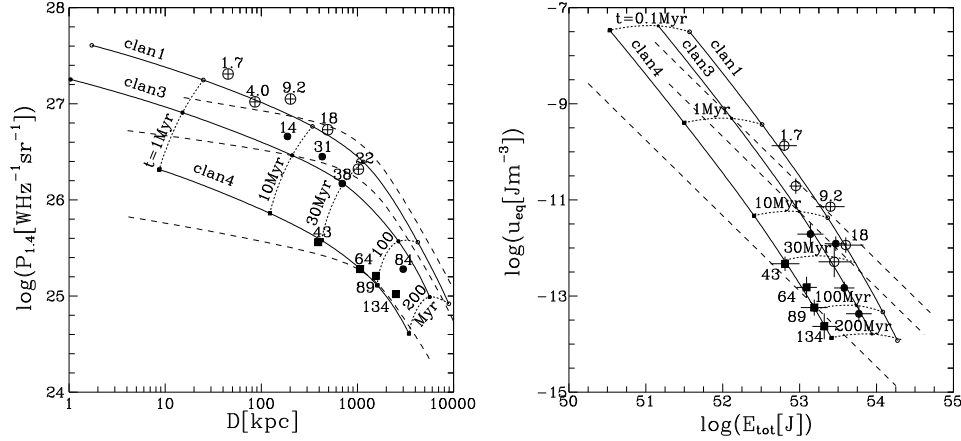 28
27
26
25
24
log(P1.4[WHz−1sr−1])
1
10
100
1000
10000
D[kpc]
clan1
clan3
clan4
t=1Myr
10Myr
30Myr
100
200
Myr
1.7
4.0
9.2
18
14
31
22
38
43
64
84
89
134
−7
−9
−11
−13
−15
log(ueq[Jm−3])
50
51
52
53
54
55
log(Etot[J])
t=0.1Myr
clan4
clan3
clan1
1Myr
1.7
9.2
10Myr
18
30Myr
43
64
100Myr
89
200Myr
134